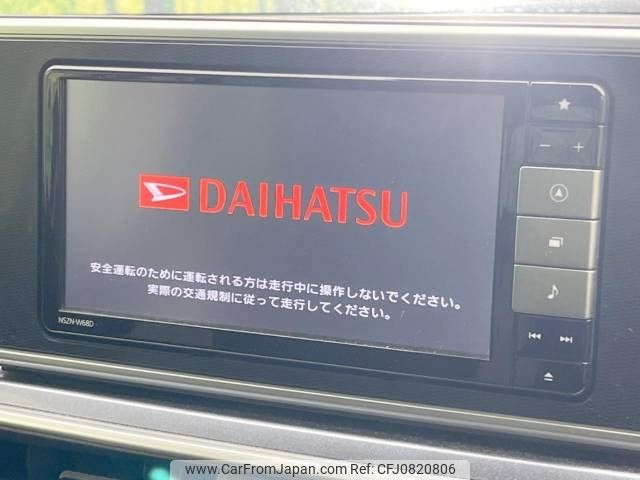 DAIHATSU
安全運転のために運転される方は走行中に操作しないでください。
実際の交通規制に従って走行してください。
NSZN-W68D
www.CarFromJapan.com - CFJ0820806